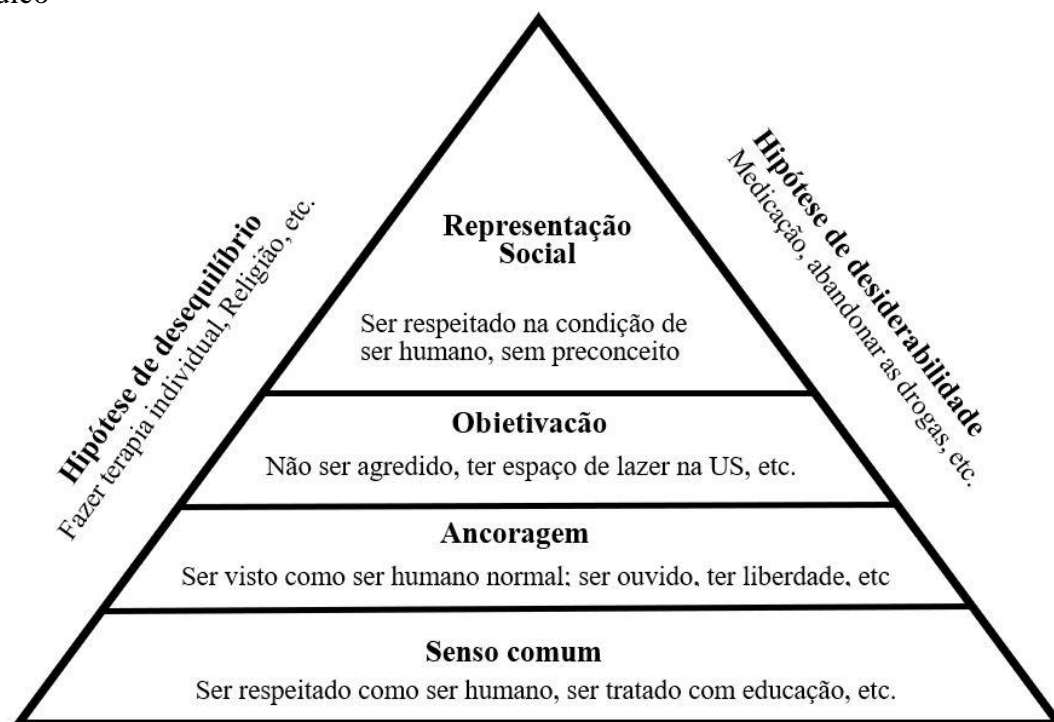 Hipótese de desequilíbrio
Fazer terapia individual, Religião, etc.
Hipótese de desiderabilidade
Medicação, abandonar as drogas, etc.
Representação
Social
Ser respeitado na condição de
ser humano, sem preconceito
Obietivacão
Não ser agredido, ter espaço de lazer na US, etc.
Ancoragem
Ser visto como ser humano normal; ser ouvido, ter liberdade, etc
Senso comum
Ser respeitado como ser humano, ser tratado com educação, etc.